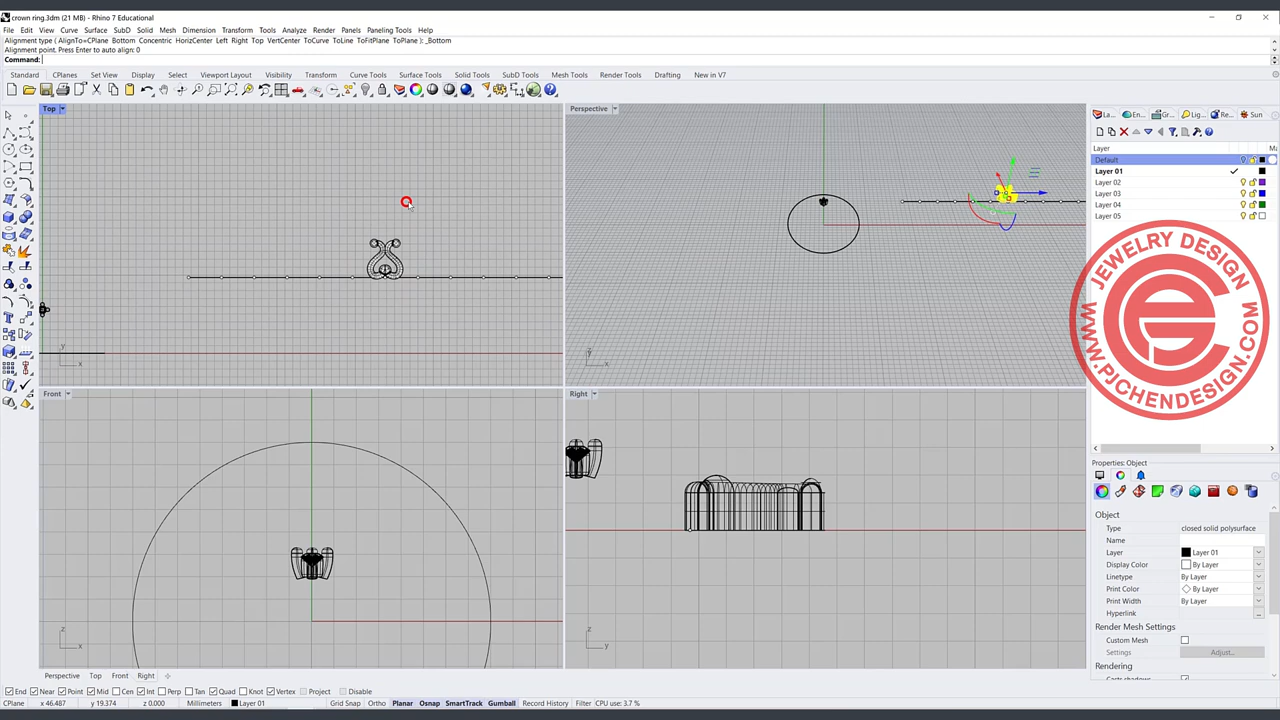 crown ring.3dm (21 MB) - Rhino 7 Educational
File Edit View Curve Surface SubD Solid Mesh Dimension Transform Tools Analyze Render Panels Paneling Tools Help
Alignment type ( AlignTo=CPlane Bottom Concentric HorizCenter Left Right Top VertCenter ToCurve ToLine ToFitPlane ToPlane ): _Bottom
Alignment point. Press Enter to auto align: 0
Command:
Standard CPlanes Set View Display Select Viewport Layout Visibility Transform Curve Tools Surface Tools Solid Tools SubD Tools Mesh Tools Render Tools Drafting New in V7
Top
Perspective
La... En... Gr... Lig... Re... Sun
Layer Ma
Default
Layer 01
Layer 02
Layer 03
Layer 04
Layer 05
JEWELRY DESIGN
WWW.PJCHENDESIGN.COM
y
x
z
x
Front
Right
Properties: Object
Object
Type closed solid polysurface
Name
Layer Layer 01
Display Color By Layer
Linetype By Layer
Print Color By Layer
Print Width By Layer
Hyperlink ...
Render Mesh Settings
Custom Mesh
Settings Adjust...
Rendering
Casts shadows
z
x
z
y
Perspective Top Front Right
End Near Point Mid Cen Int Perp Tan Quad Knot Vertex Project Disable
CPlane x 46.487 y 19.374 z 0.000 Millimeters Layer 01 Grid Snap Ortho Planar Osnap SmartTrack Gumball Record History Filter CPU use: 3.7 %